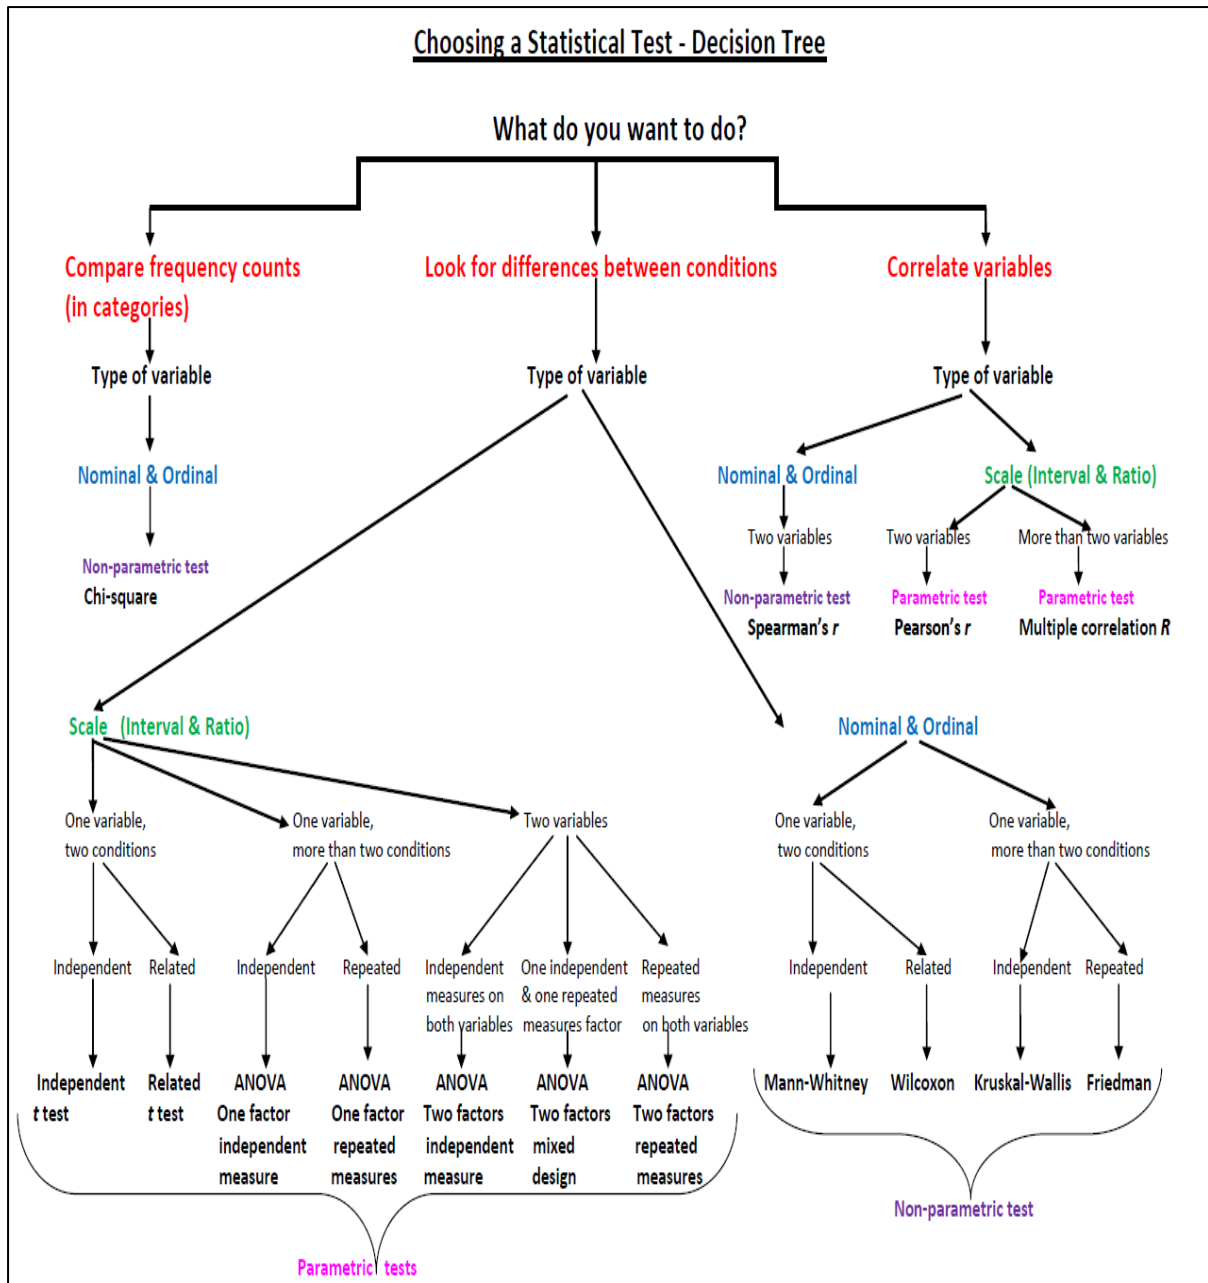 Choosing a Statistical Test - Decision Tree
What do you want to do?
Compare frequency counts
(in categories)
Look for differences between conditions
Correlate variables
Type of variable
Type of variable
Type of variable
Nominal & Ordinal
Nominal & Ordinal
Scale (Interval & Ratio)
Two variables
Two variables
More than two variables
Non-parametric test
Chi-square
Non-parametric test
Spearman's r
Parametric test
Pearson's r
Parametric test
Multiple correlation R
Scale (Interval & Ratio)
Nominal & Ordinal
One variable,
two conditions
One variable,
more than two conditions
Two variables
One variable,
two conditions
One variable,
more than two conditions
Independent
Related
Independent
Repeated
Independent
measures on
both variables
One independent
& one repeated
measures factor
Repeated
measures
on both variables
Independent
Related
Independent
Repeated
Independent
t test
Related
t test
ANOVA
One factor
independent
measure
ANOVA
One factor
repeated
measures
ANOVA
Two factors
independent
measure
ANOVA
Two factors
mixed
design
ANOVA
Two factors
repeated
measures
Mann-Whitney
Wilcoxon
Kruskal-Wallis
Friedman
Non-parametric test
Parametric tests